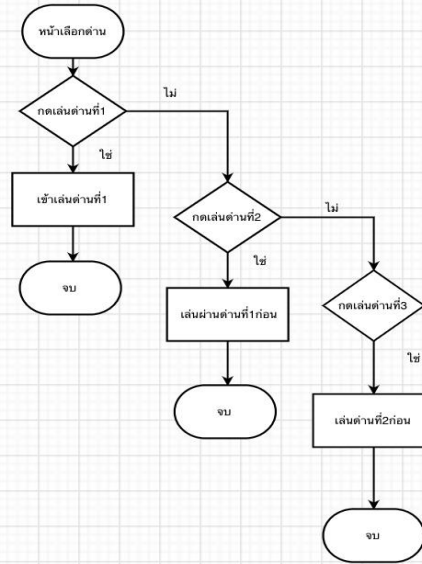 หน้าเลือกด่าน
กดเล่นด่านที่1
ไม่
ใช่
เข้าเล่นด่านที่1
กดเล่นด่านที่2
ไม่
ใช่
จบ
เล่นผ่านด่านที่1ก่อน
กดเล่นด่านที่3
ใช่
จบ
เล่นด่านที่2ก่อน
จบ